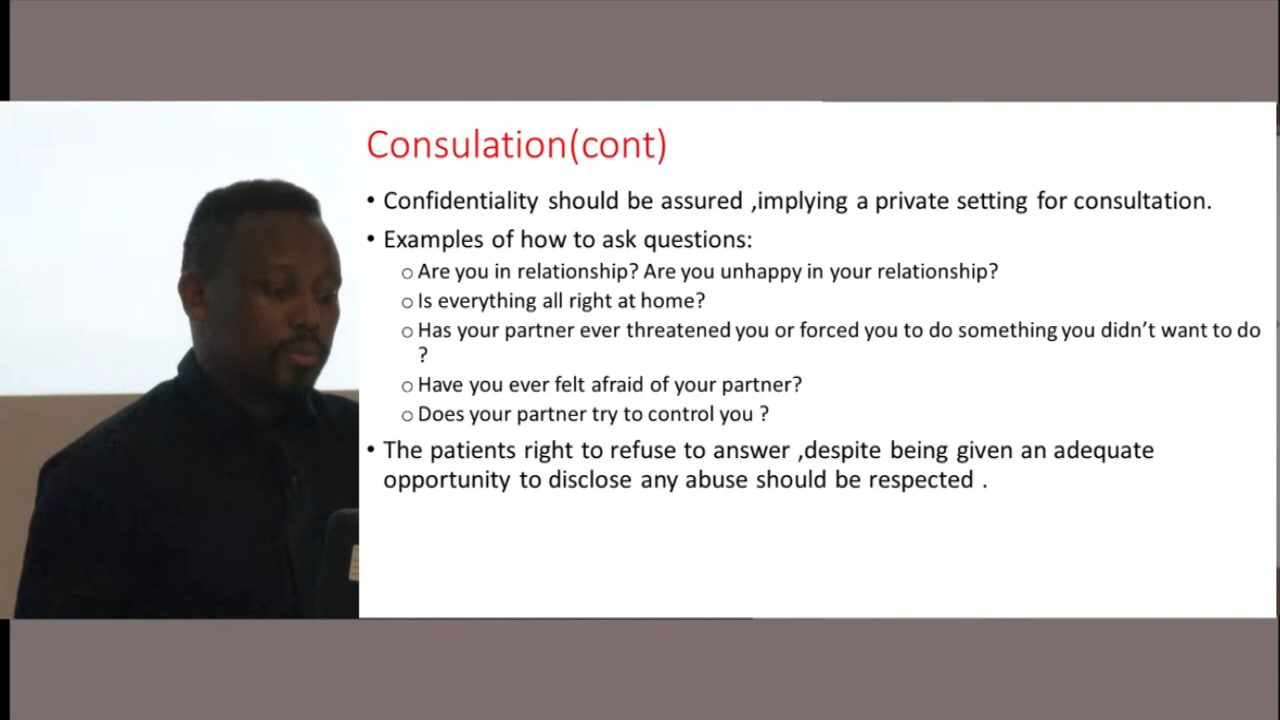 Consulation(cont)
• Confidentiality should be assured ,implying a private setting for consultation.
• Examples of how to ask questions:
o Are you in relationship? Are you unhappy in your relationship?
o Is everything all right at home?
o Has your partner ever threatened you or forced you to do something you didn’t want to do
?
o Have you ever felt afraid of your partner?
o Does your partner try to control you ?
• The patients right to refuse to answer ,despite being given an adequate
opportunity to disclose any abuse should be respected .